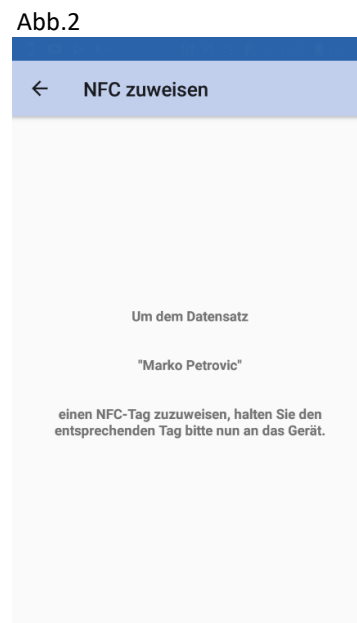 Abb.2
NFC zuweisen
Um dem Datensatz
"Marko Petrovic"
einen NFC-Tag zuzuweisen, halten Sie den
entsprechenden Tag bitte nun an das Gerät.